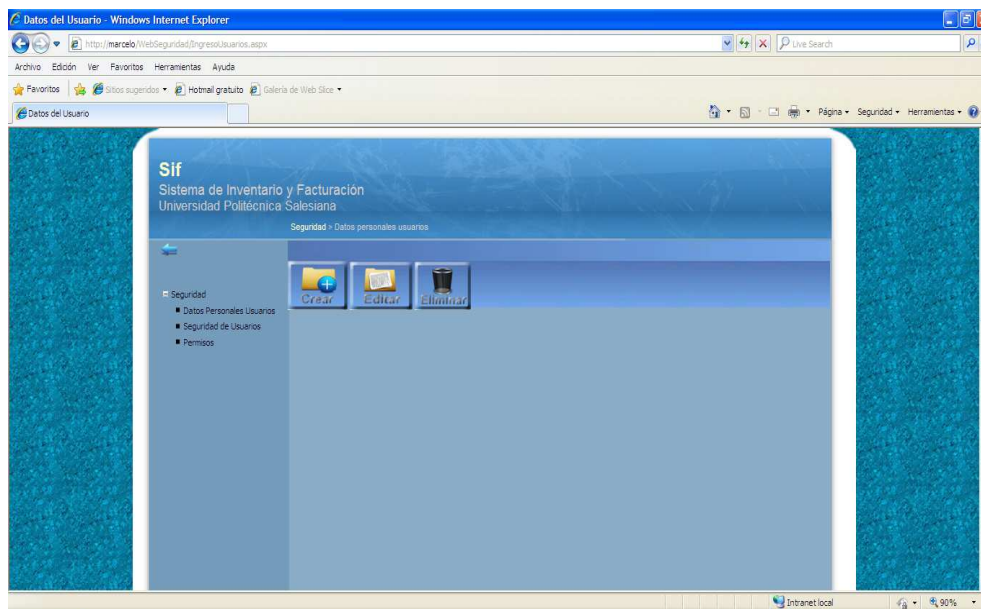 Datos del Usuario - Windows Internet Explorer
http://marcelo/WebSeguridad/IngresoUsuarios.aspx
Live Search
Archivo Edición Ver Favoritos Herramientas Ayuda
Favoritos Sitios sugeridos Hotmail gratuito Galería de Web Slice
Datos del Usuario
Página Seguridad Herramientas
Sif
Sistema de Inventario y Facturación
Universidad Politécnica Salesiana
Seguridad > Datos personales usuarios
Crear Editar Eliminar
Seguridad
Datos Personales Usuarios
Seguridad de Usuarios
Permisos
Intranet local
90%